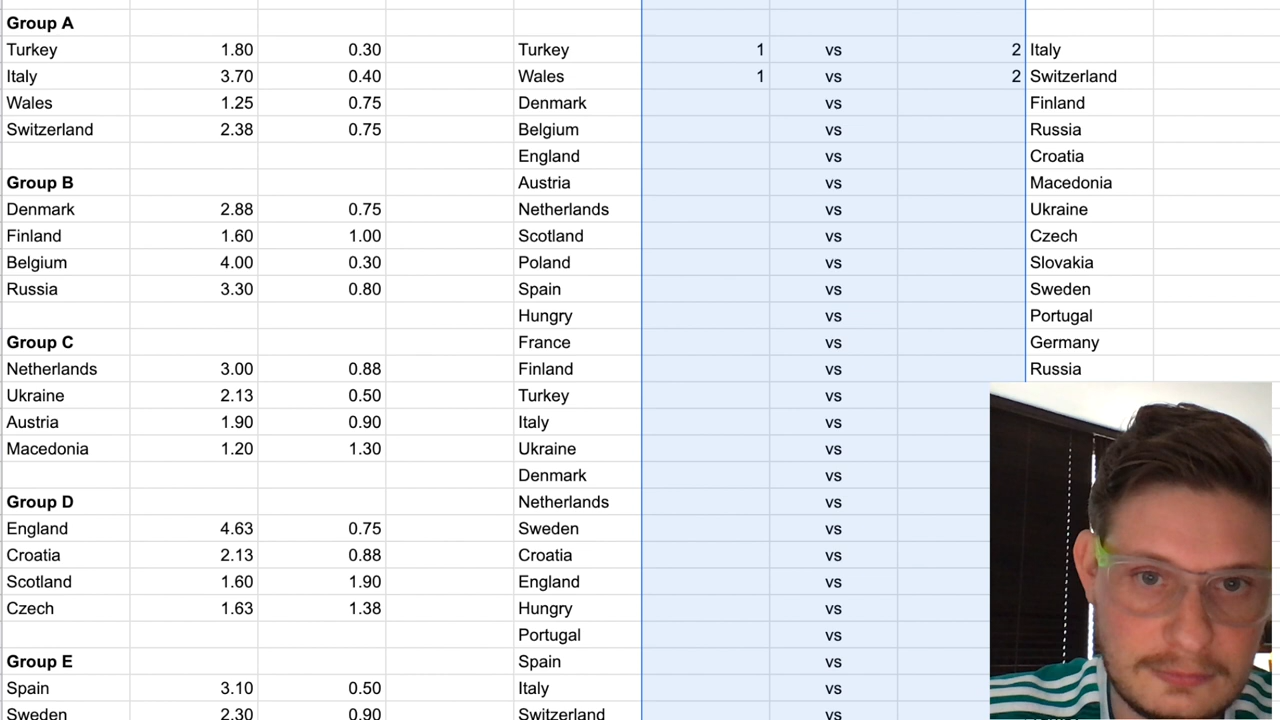 Group A
Turkey 1.80 0.30 Turkey 1 vs 2 Italy
Italy 3.70 0.40 Wales 1 vs 2 Switzerland
Wales 1.25 0.75 Denmark vs Finland
Switzerland 2.38 0.75 Belgium vs Russia
England vs Croatia
Group B Austria vs Macedonia
Denmark 2.88 0.75 Netherlands vs Ukraine
Finland 1.60 1.00 Scotland vs Czech
Belgium 4.00 0.30 Poland vs Slovakia
Russia 3.30 0.80 Spain vs Sweden
Hungry vs Portugal
Group C France vs Germany
Netherlands 3.00 0.88 Finland vs Russia
Ukraine 2.13 0.50 Turkey vs
Austria 1.90 0.90 Italy vs
Macedonia 1.20 1.30 Ukraine vs
Denmark vs
Group D Netherlands vs
England 4.63 0.75 Sweden vs
Croatia 2.13 0.88 Croatia vs
Scotland 1.60 1.90 England vs
Czech 1.63 1.38 Hungry vs
Portugal vs
Group E Spain vs
Spain 3.10 0.50 Italy vs
Sweden 2.30 0.90 Switzerland vs